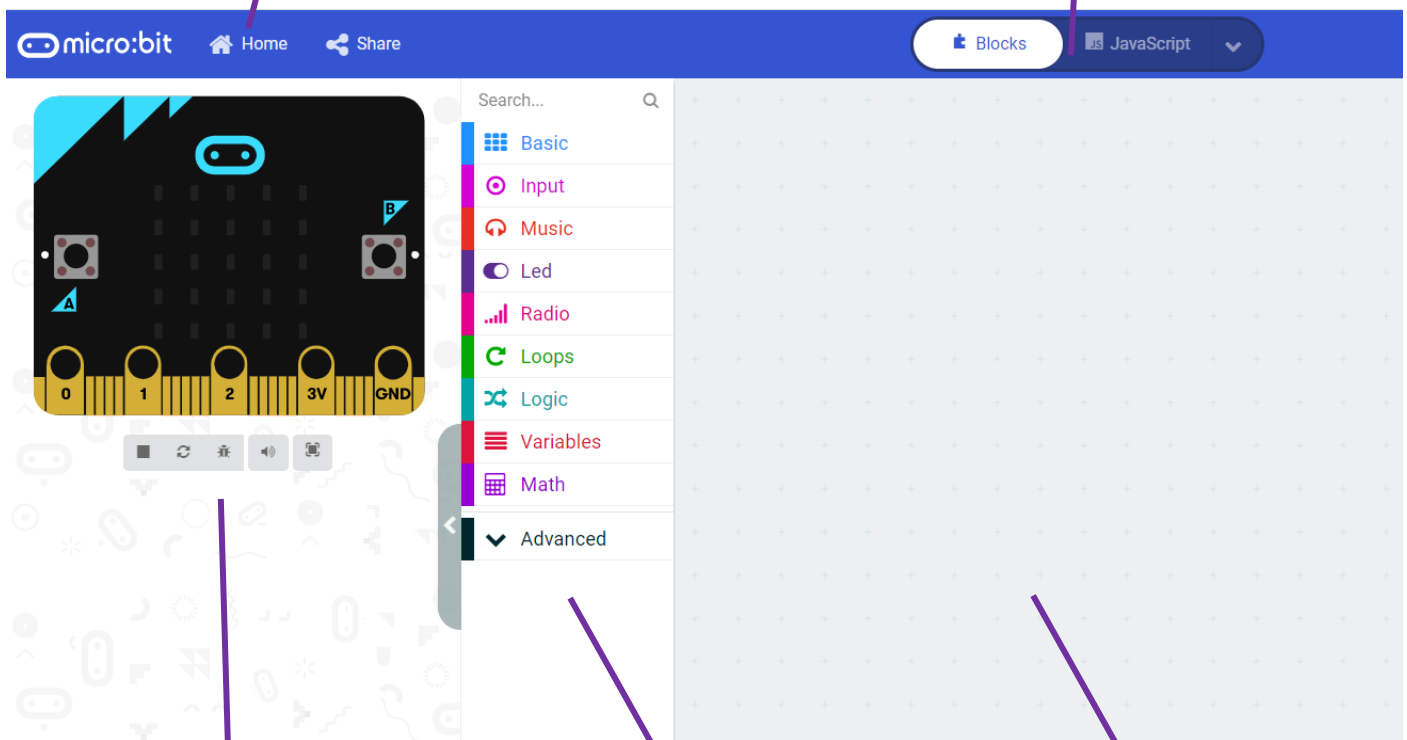 micro:bit Home Share Blocks JS JavaScript
Search...
Basic
Input
B
Music
Led
A
Radio
Loops
0 1 2 3V GND
Logic
Variables
Math
Advanced